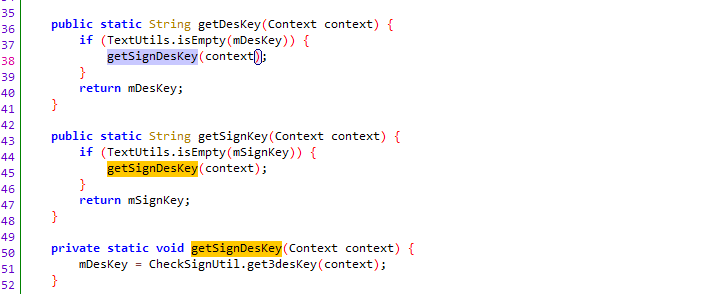 35
36 public static String getDesKey(Context context) {
37 if (TextUtils.isEmpty(mDesKey)) {
38 getSignDesKey(context);
39 }
40 return mDesKey;
41 }
42
43 public static String getSignKey(Context context) {
44 if (TextUtils.isEmpty(mSignKey)) {
45 getSignDesKey(context);
46 }
47 return mSignKey;
48 }
49
50 private static void getSignDesKey(Context context) {
51 mDesKey = CheckSignUtil.get3desKey(context);
52 }